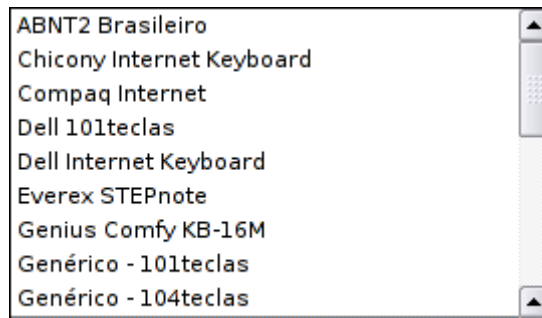 ABNT2 Brasileiro
Chicony Internet Keyboard
Compaq Internet
Dell 101teclas
Dell Internet Keyboard
Everex STEPnote
Genius Comfy KB-16M
Genérico - 101teclas
Genérico - 104teclas